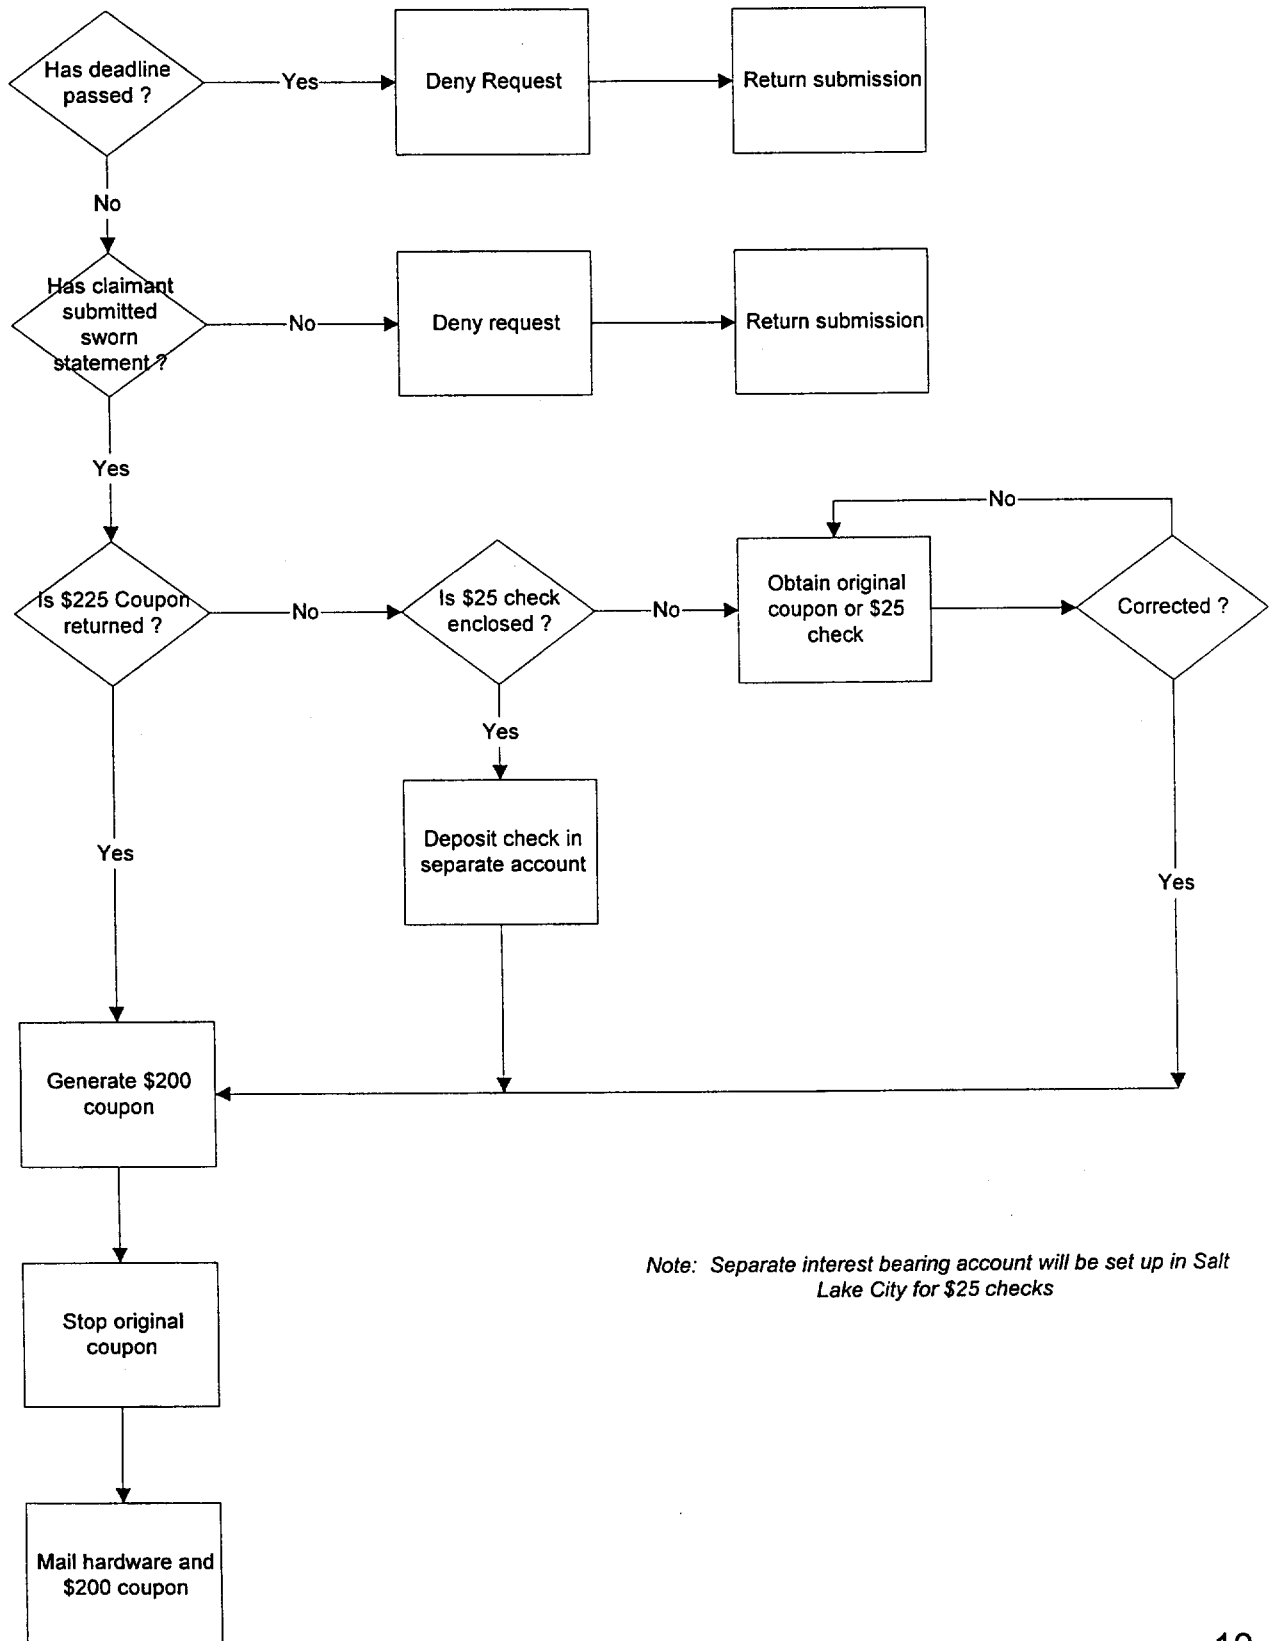 Has deadline
passed ?
Yes
Deny Request
Return submission
No
Has claimant
submitted
sworn
statement ?
No
Deny request
Return submission
Yes
Is $225 Coupon
returned ?
No
Is $25 check
enclosed ?
No
Obtain original
coupon or $25
check
No
Corrected ?
Yes
Deposit check in
separate account
Yes
Yes
Generate $200
coupon
Note: Separate interest bearing account will be set up in Salt
Lake City for $25 checks
Stop original
coupon
Mail hardware and
$200 coupon